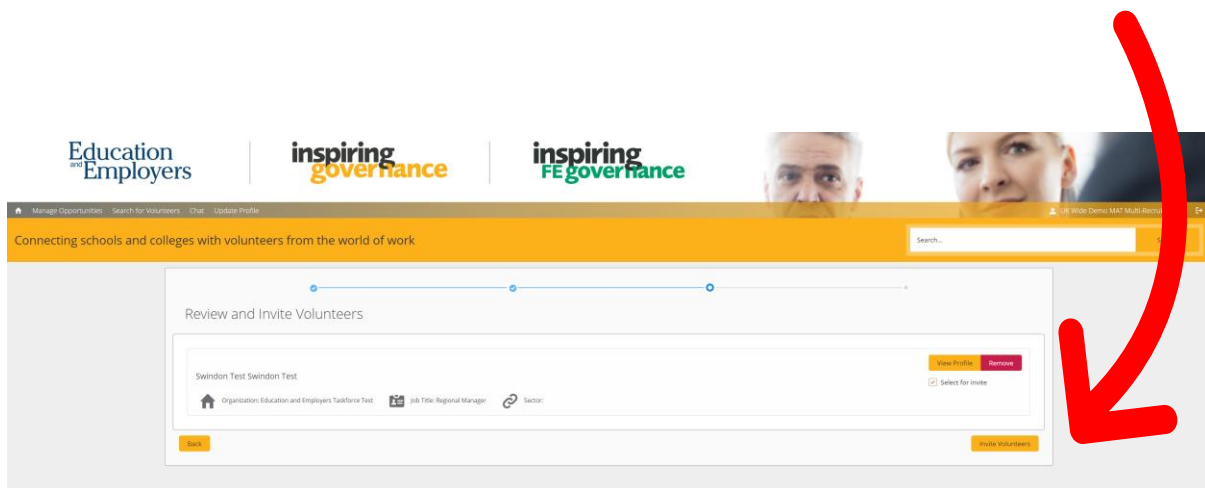 Education
and Employers
inspiring
governance
inspiring
FE governance
Manage Opportunities Search for Volunteers Chat Update Profile
UK Wide Demo MAT Multi-Recruit
Connecting schools and colleges with volunteers from the world of work
Search...
Review and Invite Volunteers
View Profile Remove
Swindon Test Swindon Test
Select for invite
Organization: Education and Employers Taskforce Test Job Title: Regional Manager Sector:
Back Invite Volunteers